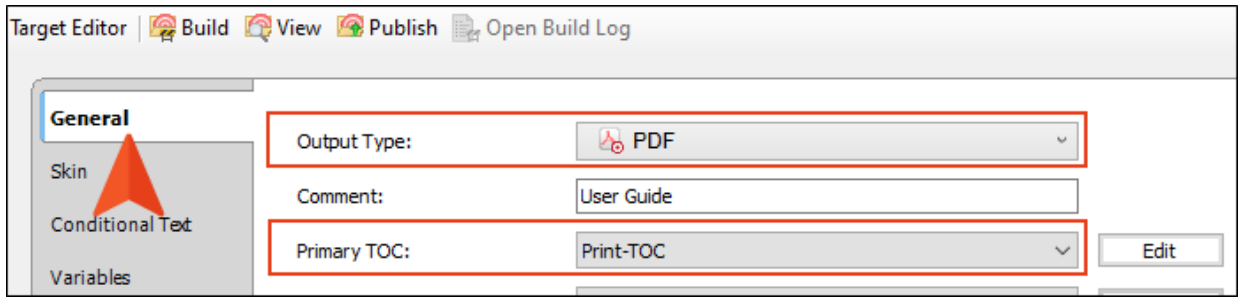 Target Editor Build View Publish Open Build Log
General
Output Type: PDF
Skin
Comment: User Guide
Conditional Text
Primary TOC: Print-TOC Edit
Variables